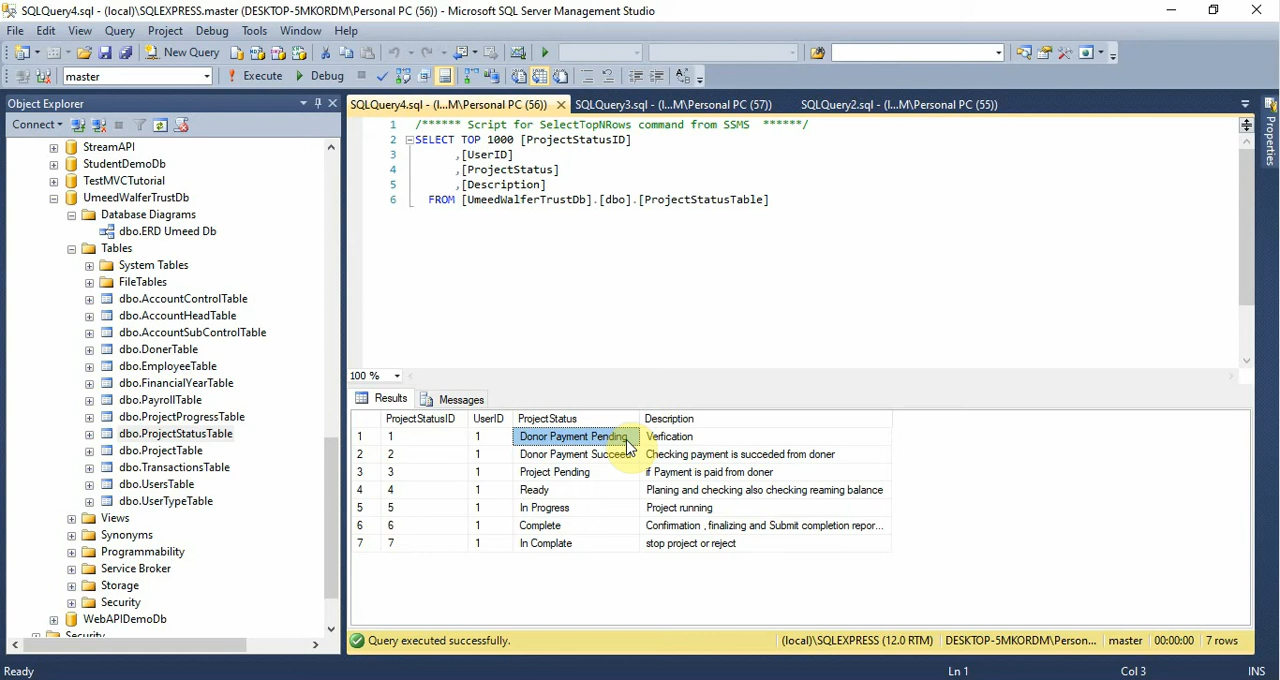 SQLQuery4.sql - (local)\SQLEXPRESS.master (DESKTOP-5MKORDM\Personal PC (56)) - Microsoft SQL Server Management Studio
File Edit View Query Project Debug Tools Window Help
New Query
master Execute Debug
Object Explorer
Connect
StreamAPI
StudentDemoDb
TestMVCTutorial
UmeedWalferTrustDb
Database Diagrams
dbo.ERD Umeed Db
Tables
System Tables
FileTables
dbo.AccountControlTable
dbo.AccountHeadTable
dbo.AccountSubControlTable
dbo.DonerTable
dbo.EmployeeTable
dbo.FinancialYearTable
dbo.PayrollTable
dbo.ProjectProgressTable
dbo.ProjectStatusTable
dbo.ProjectTable
dbo.TransactionsTable
dbo.UsersTable
dbo.UserTypeTable
Views
Synonyms
Programmability
Service Broker
Storage
Security
WebAPIDemoDb
Security
SQLQuery4.sql - (l...M\Personal PC (56)) SQLQuery3.sql - (l...M\Personal PC (57)) SQLQuery2.sql - (l...M\Personal PC (55))
1 /****** Script for SelectTopNRows command from SSMS ******/
2 SELECT TOP 1000 [ProjectStatusID]
3 ,[UserID]
4 ,[ProjectStatus]
5 ,[Description]
6 FROM [UmeedWalferTrustDb].[dbo].[ProjectStatusTable]
100 %
Results Messages
ProjectStatusID UserID ProjectStatus Description
1 1 1 Donor Payment Pending Verfication
2 2 1 Donor Payment Succeed Checking payment is succeded from donor
3 3 1 Project Pending if Payment is paid from doner
4 4 1 Ready Planing and checking also checking reaming balance
5 5 1 In Progress Project running
6 6 1 Complete Confirmation , finalizing and Submit completion repor...
7 7 1 In Complate stop project or reject
Query executed successfully. (local)\SQLEXPRESS (12.0 RTM) DESKTOP-5MKORDM\Person... master 00:00:00 7 rows
Ready Ln 1 Col 3 INS
Properties